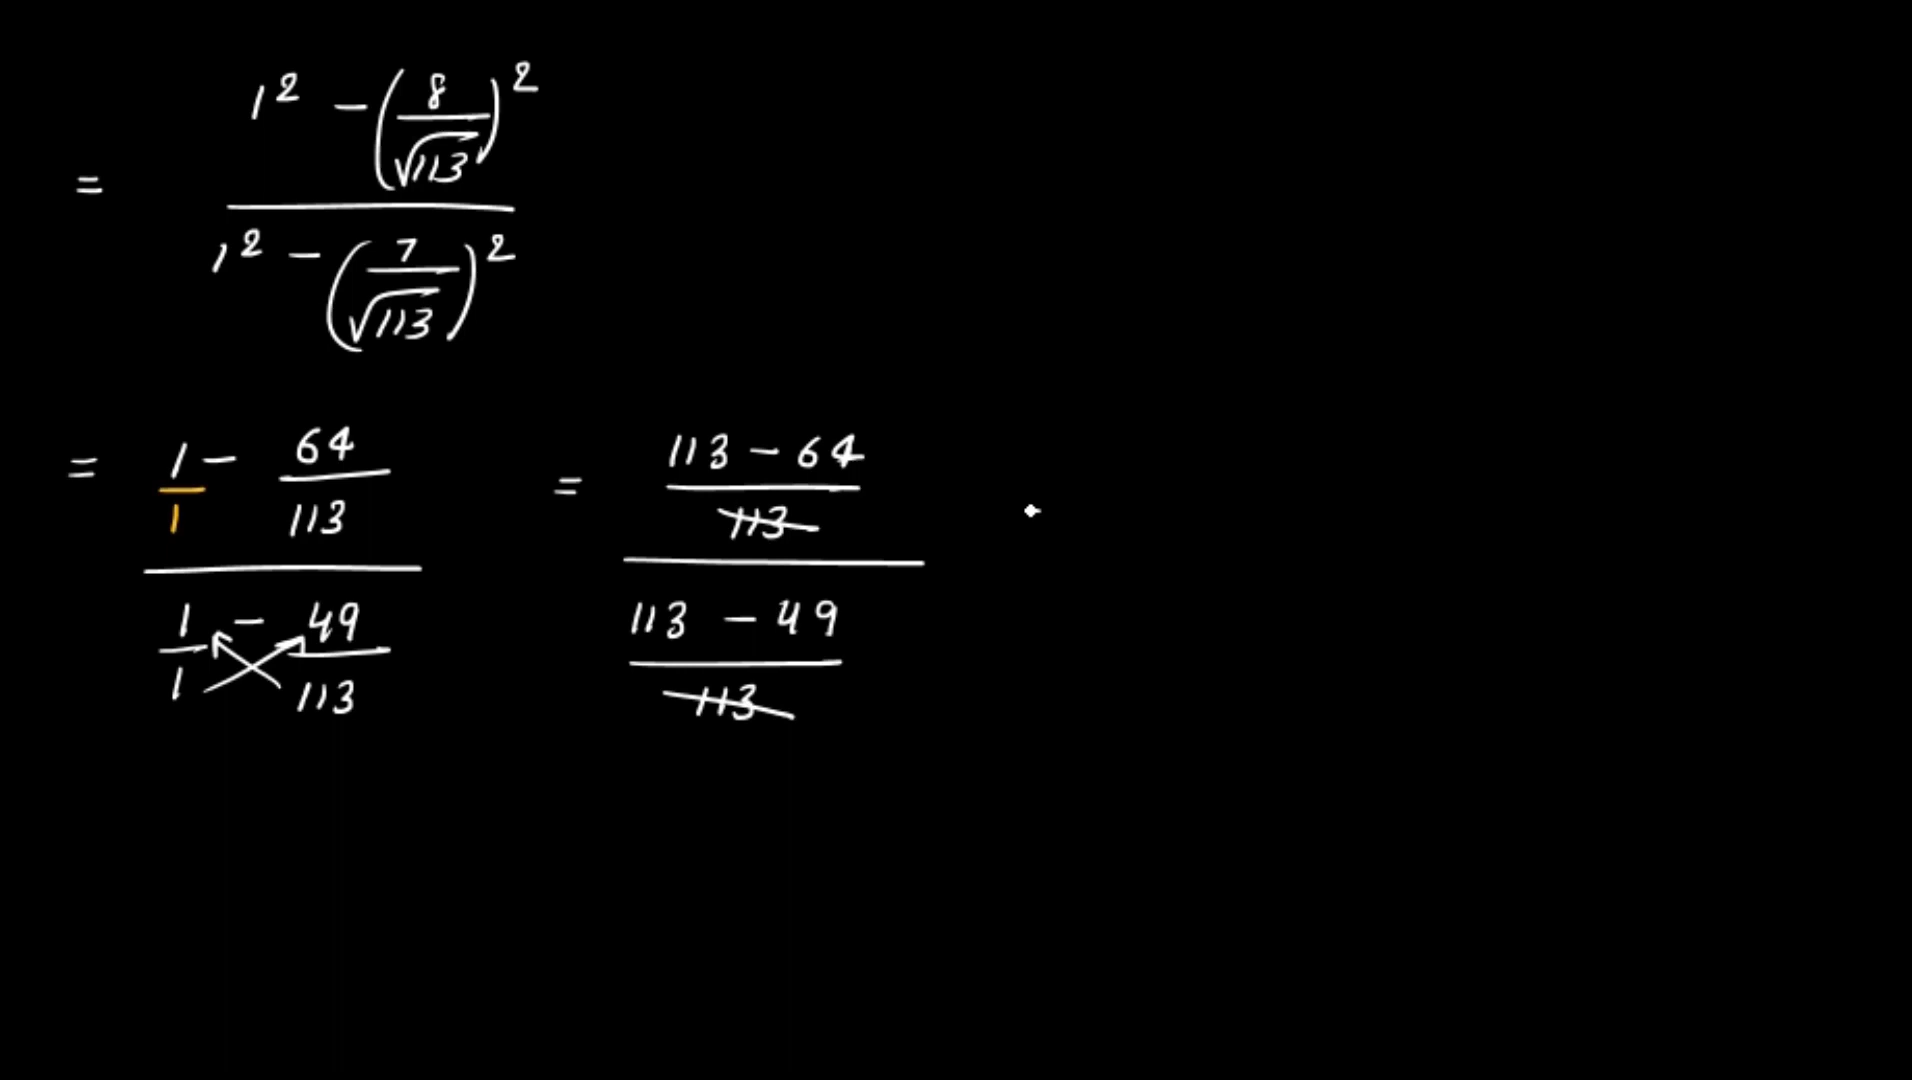 = (1² - (8/√113)²) / (1² - (7/√113)²)
= (1/1 - 64/113) / (1/1 - 49/113) = ((113 - 64)/113) / ((113 - 49)/113)